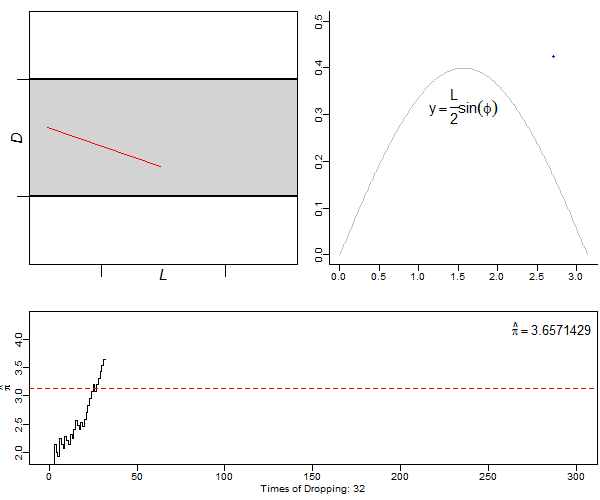 D
L
0.0 0.1 0.2 0.3 0.4 0.5
y = L/2 sin(ϕ)
0.0 0.5 1.0 1.5 2.0 2.5 3.0
π̂
2.0 2.5 3.0 3.5 4.0
π̂ = 3.6571429
0 50 100 150 200 250 300
Times of Dropping: 32